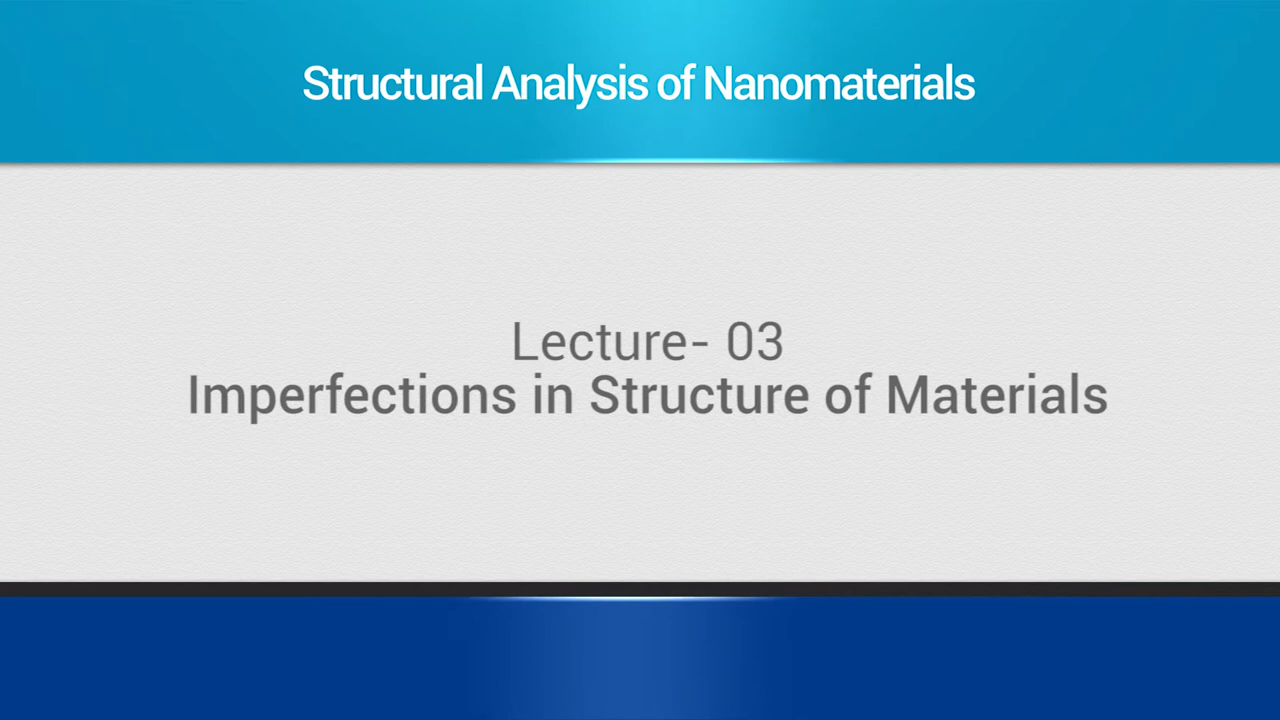 Structural Analysis of Nanomaterials
Lecture- 03
Imperfections in Structure of Materials